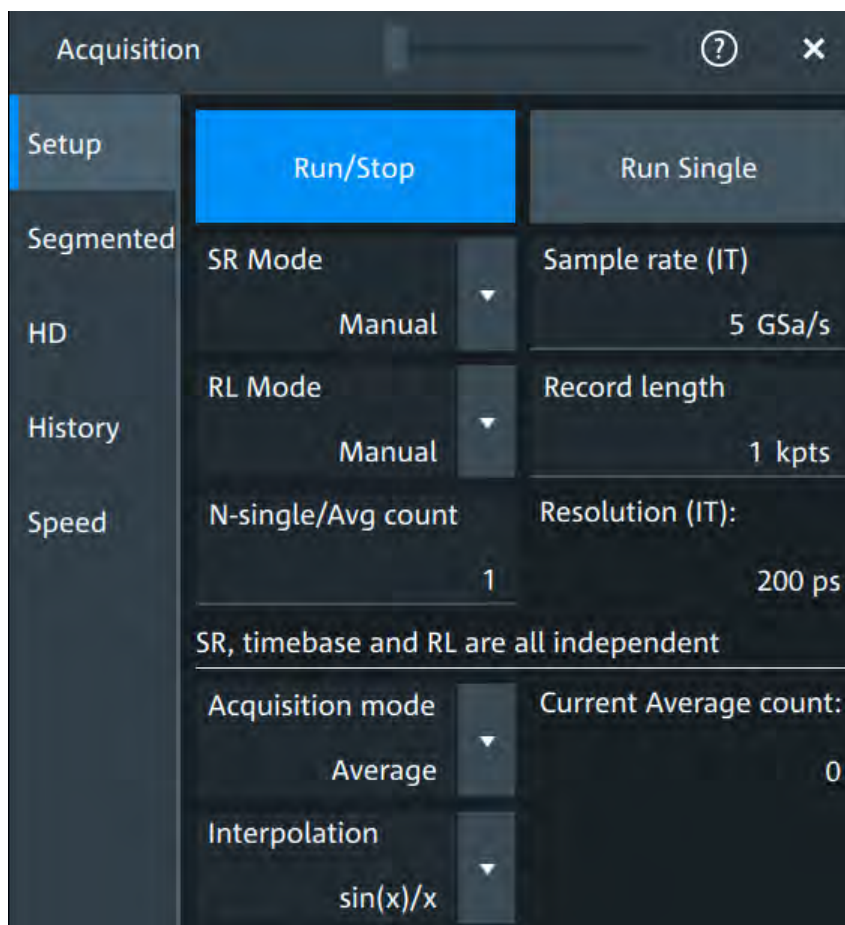 Acquisition
?
Setup
Run/Stop
Run Single
Segmented
SR Mode
Manual
Sample rate (IT)
5 GSa/s
HD
RL Mode
Manual
Record length
1 kpts
History
Speed
N-single/Avg count
1
Resolution (IT):
200 ps
SR, timebase and RL are all independent
Acquisition mode
Average
Current Average count:
0
Interpolation
sin(x)/x